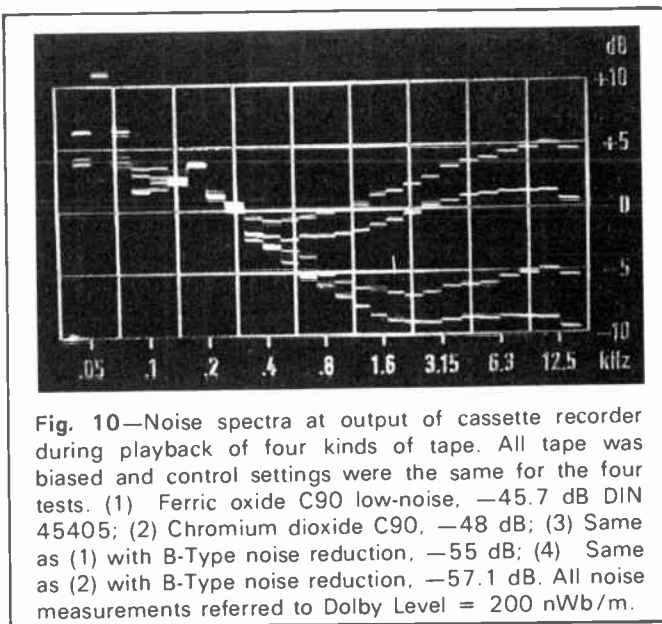 dB
+10
+5
0
-5
-10
.05 .1 .2 .4 .8 1.6 3.15 6.3 12.5 kHz
Fig. 10—Noise spectra at output of cassette recorder
during playback of four kinds of tape. All tape was
biased and control settings were the same for the four
tests. (1) Ferric oxide C90 low-noise, −45.7 dB DIN
45405; (2) Chromium dioxide C90, −48 dB; (3) Same
as (1) with B-Type noise reduction, −55 dB; (4) Same
as (2) with B-Type noise reduction, −57.1 dB. All noise
measurements referred to Dolby Level = 200 nWb/m.